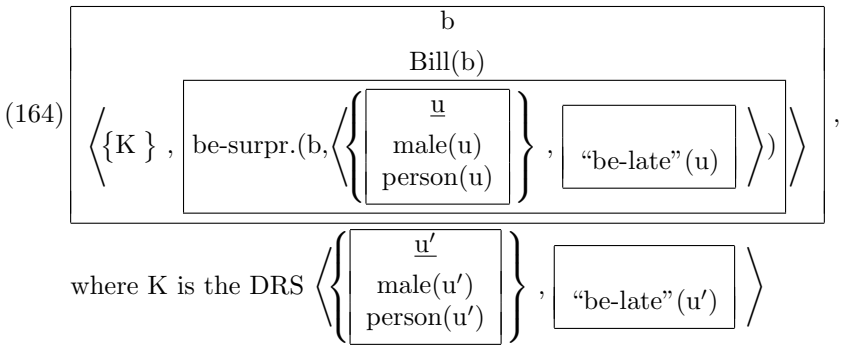 b
Bill(b)
(164) ⟨{K } , be-surpr.(b,⟨{ u male(u) person(u) } , “be-late”(u) ⟩) ⟩ ,
where K is the DRS ⟨{ u′ male(u′) person(u′) } , “be-late”(u′) ⟩